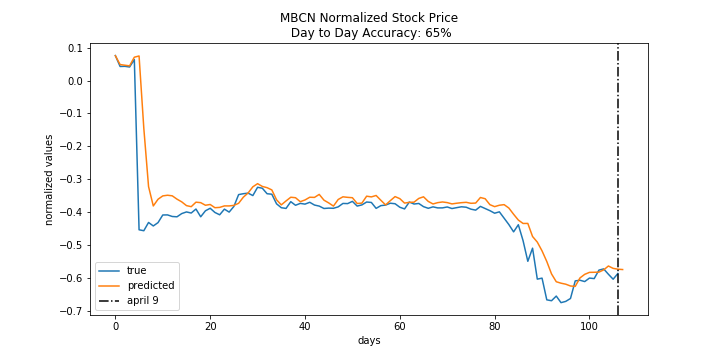 MBCN Normalized Stock Price
Day to Day Accuracy: 65%
normalized values
0.1
0.0
−0.1
−0.2
−0.3
−0.4
−0.5
−0.6
−0.7
true
predicted
april 9
0 20 40 60 80 100
days